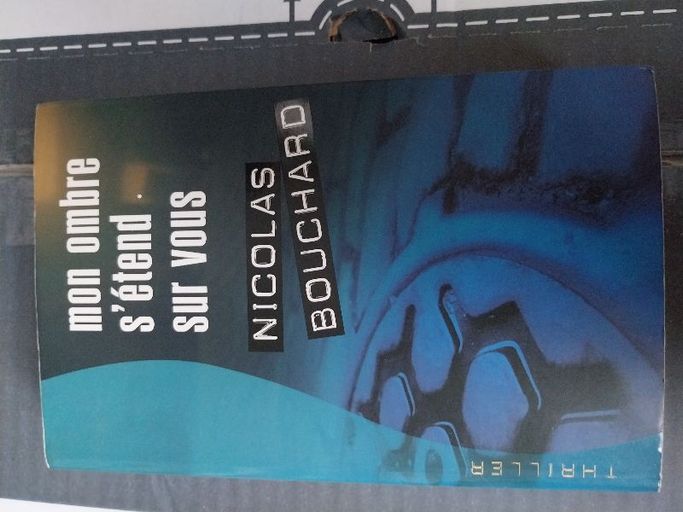 mon ombre
s'étend
sur vous
NICOLAS
BOUCHARD
THRILLER